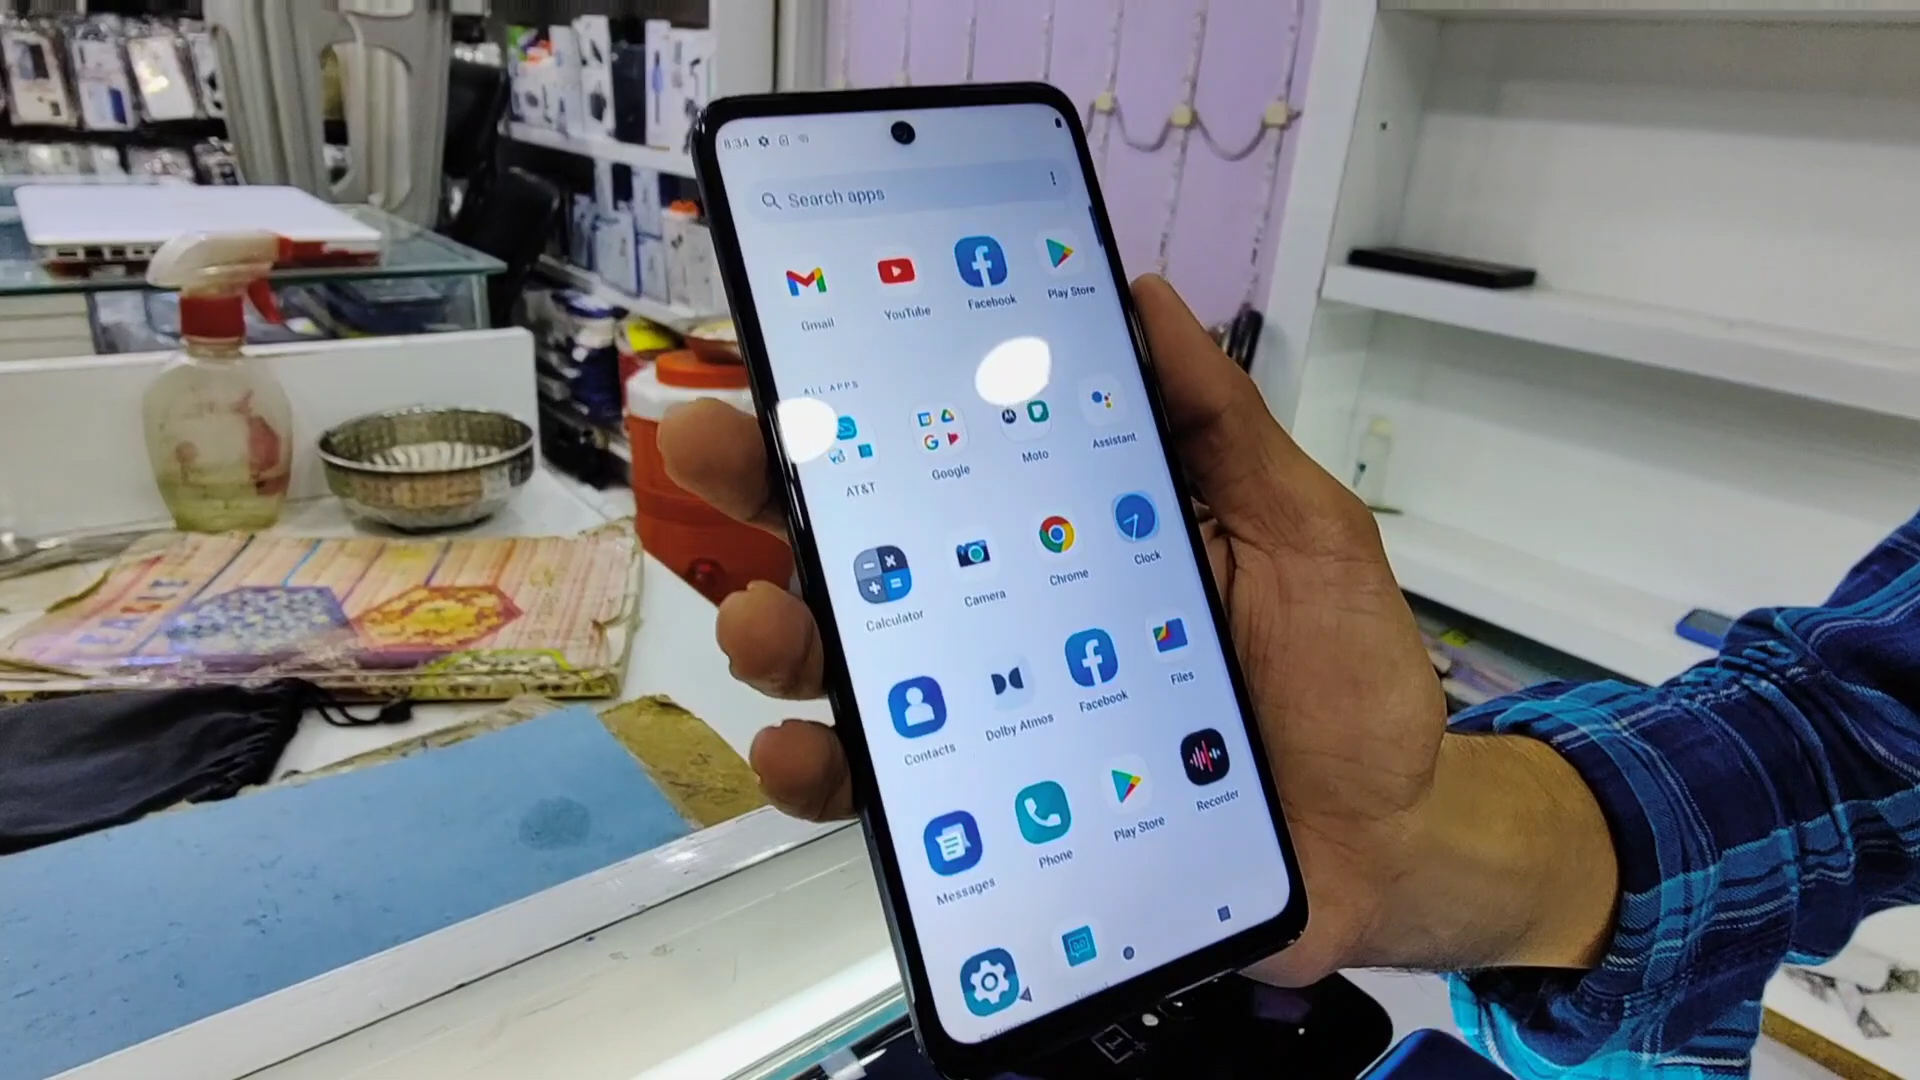 8:34
Search apps
Gmail
YouTube
Facebook
Play Store
ALL APPS
AT&T
Google
Moto
Assistant
Calculator
Camera
Chrome
Clock
Contacts
Dolby Atmos
Facebook
Files
Messages
Phone
Play Store
Recorder
EAGLE